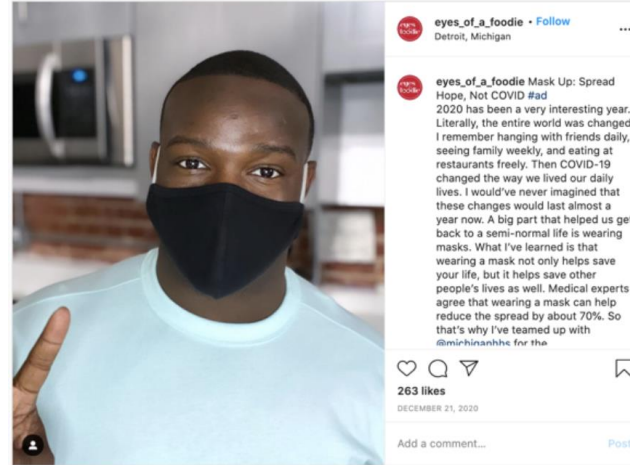 eyes_of_a_foodie • Follow
Detroit, Michigan
eyes_of_a_foodie Mask Up: Spread
Hope, Not COVID #ad
2020 has been a very interesting year.
Literally, the entire world was changed
I remember hanging with friends daily,
seeing family weekly, and eating at
restaurants freely. Then COVID-19
changed the way we lived our daily
lives. I would've never imagined that
these changes would last almost a
year now. A big part that helped us get
back to a semi-normal life is wearing
masks. What I've learned is that
wearing a mask not only helps save
your life, but it helps save other
people's lives as well. Medical experts
agree that wearing a mask can help
reduce the spread by about 70%. So
that's why I've teamed up with
@michiganhhs for the
263 likes
DECEMBER 21, 2020
Add a comment...
Post